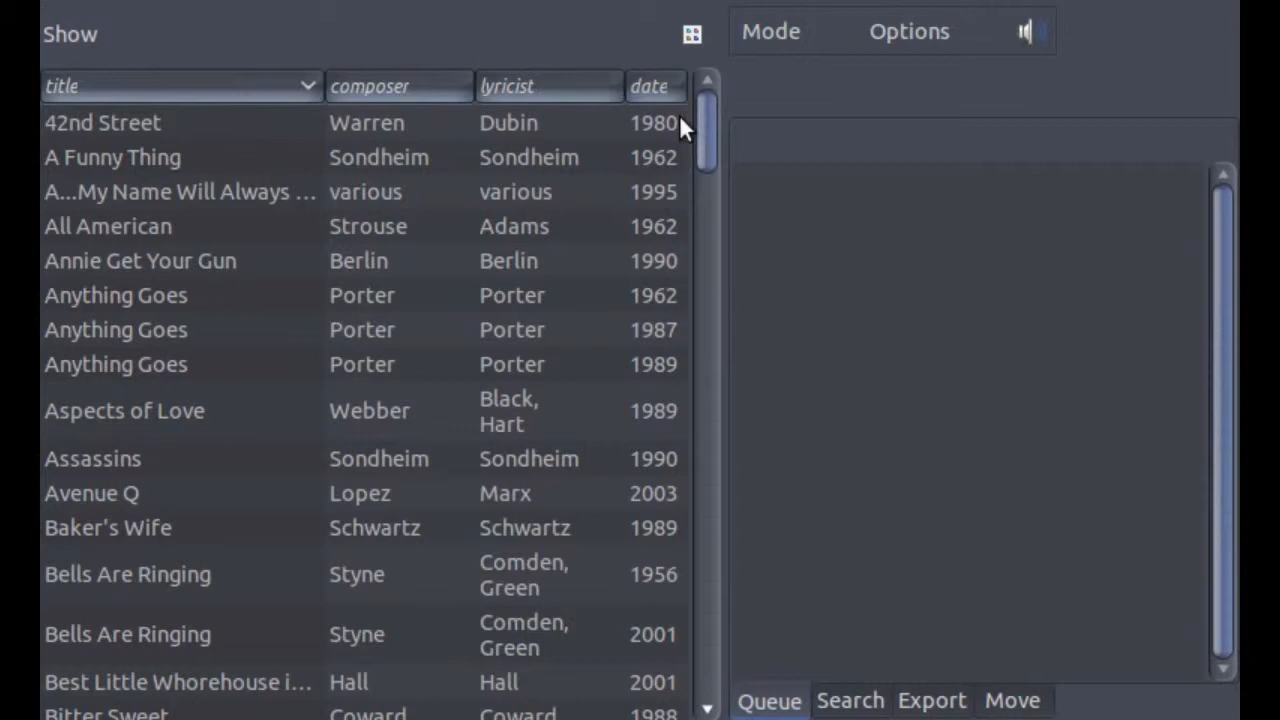 Show
Mode Options
title composer lyricist date
42nd Street Warren Dubin 1980
A Funny Thing Sondheim Sondheim 1962
A...My Name Will Always ... various various 1995
All American Strouse Adams 1962
Annie Get Your Gun Berlin Berlin 1990
Anything Goes Porter Porter 1962
Anything Goes Porter Porter 1987
Anything Goes Porter Porter 1989
Aspects of Love Webber Black, Hart 1989
Assassins Sondheim Sondheim 1990
Avenue Q Lopez Marx 2003
Baker's Wife Schwartz Schwartz 1989
Bells Are Ringing Styne Comden, Green 1956
Bells Are Ringing Styne Comden, Green 2001
Best Little Whorehouse i... Hall Hall 2001
Bitter Sweet Coward Coward 1988
Queue Search Export Move